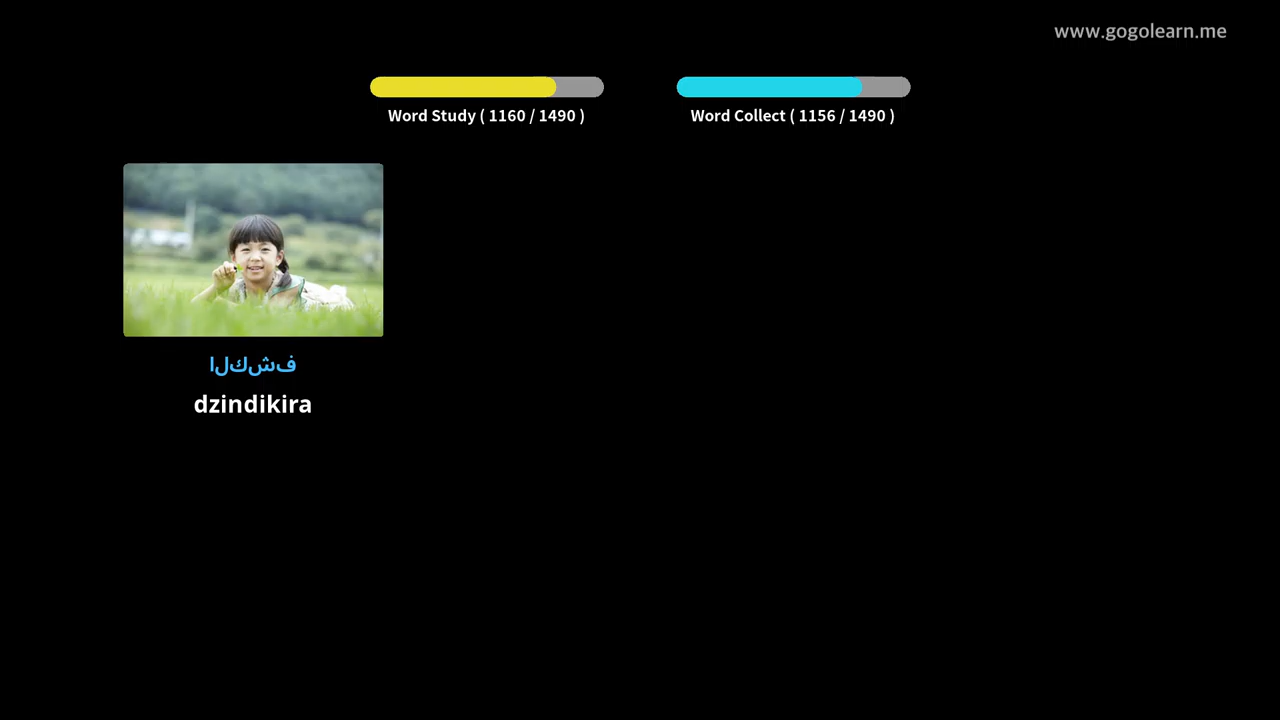 www.gogolearn.me
Word Study ( 1160 / 1490 )
Word Collect ( 1156 / 1490 )
الكشف
dzindikira